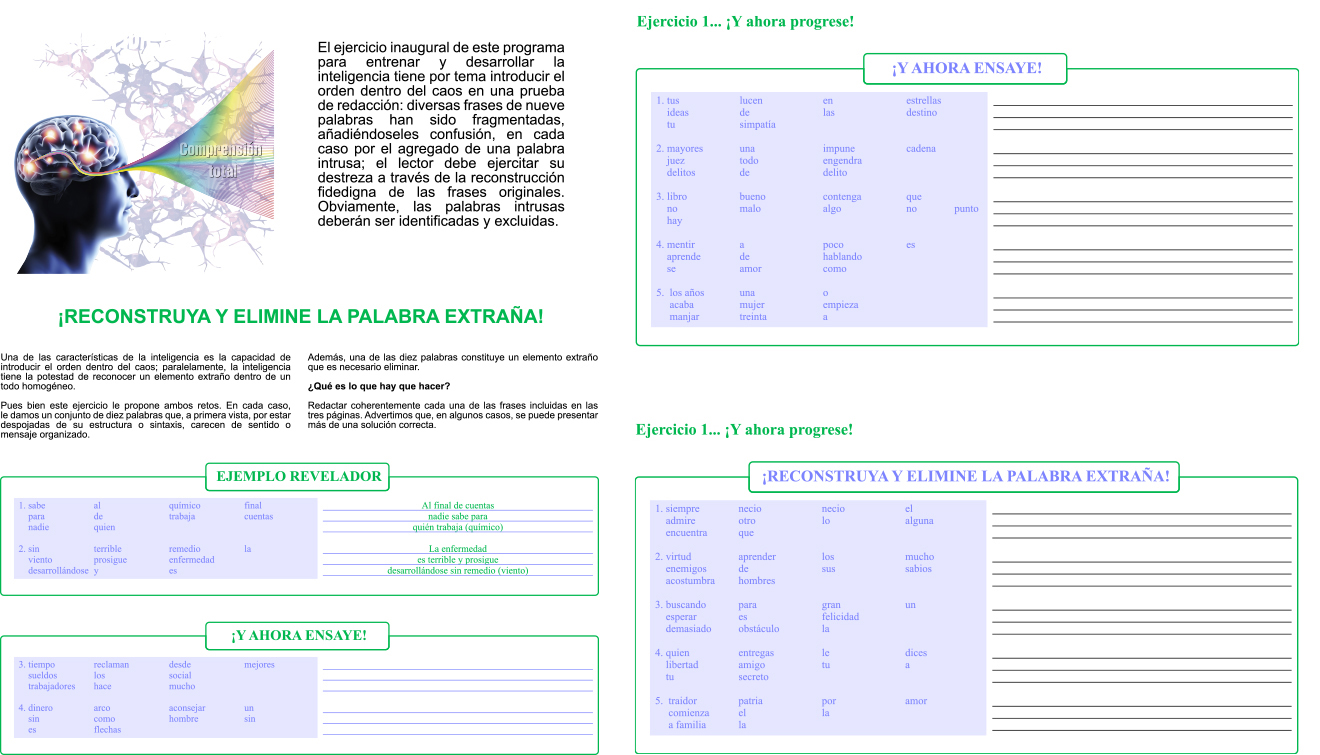 Comprensión
total
El ejercicio inaugural de este programa
para entrenar y desarrollar la
inteligencia tiene por tema introducir el
orden dentro del caos en una prueba
de redacción: diversas frases de nueve
palabras han sido fragmentadas,
añadiéndoseles confusión, en cada
caso por el agregado de una palabra
intrusa; el lector debe ejercitar su
destreza a través de la reconstrucción
fidedigna de las frases originales.
Obviamente, las palabras intrusas
deberán ser identificadas y excluidas.
¡RECONSTRUYA Y ELIMINE LA PALABRA EXTRAÑA!
Una de las características de la inteligencia es la capacidad de
introducir el orden dentro del caos; paralelamente, la inteligencia
tiene la potestad de reconocer un elemento extraño dentro de un
todo homogéneo.
Pues bien este ejercicio le propone ambos retos. En cada caso,
le damos un conjunto de diez palabras que, a primera vista, por estar
despojadas de su estructura o sintaxis, carecen de sentido o
mensaje organizado.
Además, una de las diez palabras constituye un elemento extraño
que es necesario eliminar.
¿Qué es lo que hay que hacer?
Redactar coherentemente cada una de las frases incluidas en las
tres páginas. Advertimos que, en algunos casos, se puede presentar
más de una solución correcta.
EJEMPLO REVELADOR
1. sabe al químico final
para de trabaja cuentas
nadie quien
Al final de cuentas
nadie sabe para
quién trabaja (químico)
2. sin terrible remedio la
viento prosigue enfermedad
desarrollándose y es
La enfermedad
es terrible y prosigue
desarrollándose sin remedio (viento)
¡Y AHORA ENSAYE!
3. tiempo reclaman desde mejores
sueldos los social
trabajadores hace mucho
4. dinero arco aconsejar un
sin como hombre sin
es flechas
Ejercicio 1... ¡Y ahora progrese!
¡Y AHORA ENSAYE!
1. tus lucen en estrellas
ideas de las destino
tu simpatía
2. mayores una impune cadena
juez todo engendra
delitos de delito
3. libro bueno contenga que
no malo algo no punto
hay
4. mentir a poco es
aprende de hablando
se amor como
5. los años una o
acaba mujer empieza
manjar treinta a
Ejercicio 1... ¡Y ahora progrese!
¡RECONSTRUYA Y ELIMINE LA PALABRA EXTRAÑA!
1. siempre necio necio el
admire otro lo alguna
encuentra que
2. virtud aprender los mucho
enemigos de sus sabios
acostumbra hombres
3. buscando para gran un
esperar es felicidad
demasiado obstáculo la
4. quien entregas le dices
libertad amigo tu a
tu secreto
5. traidor patria por amor
comienza el la
a familia la